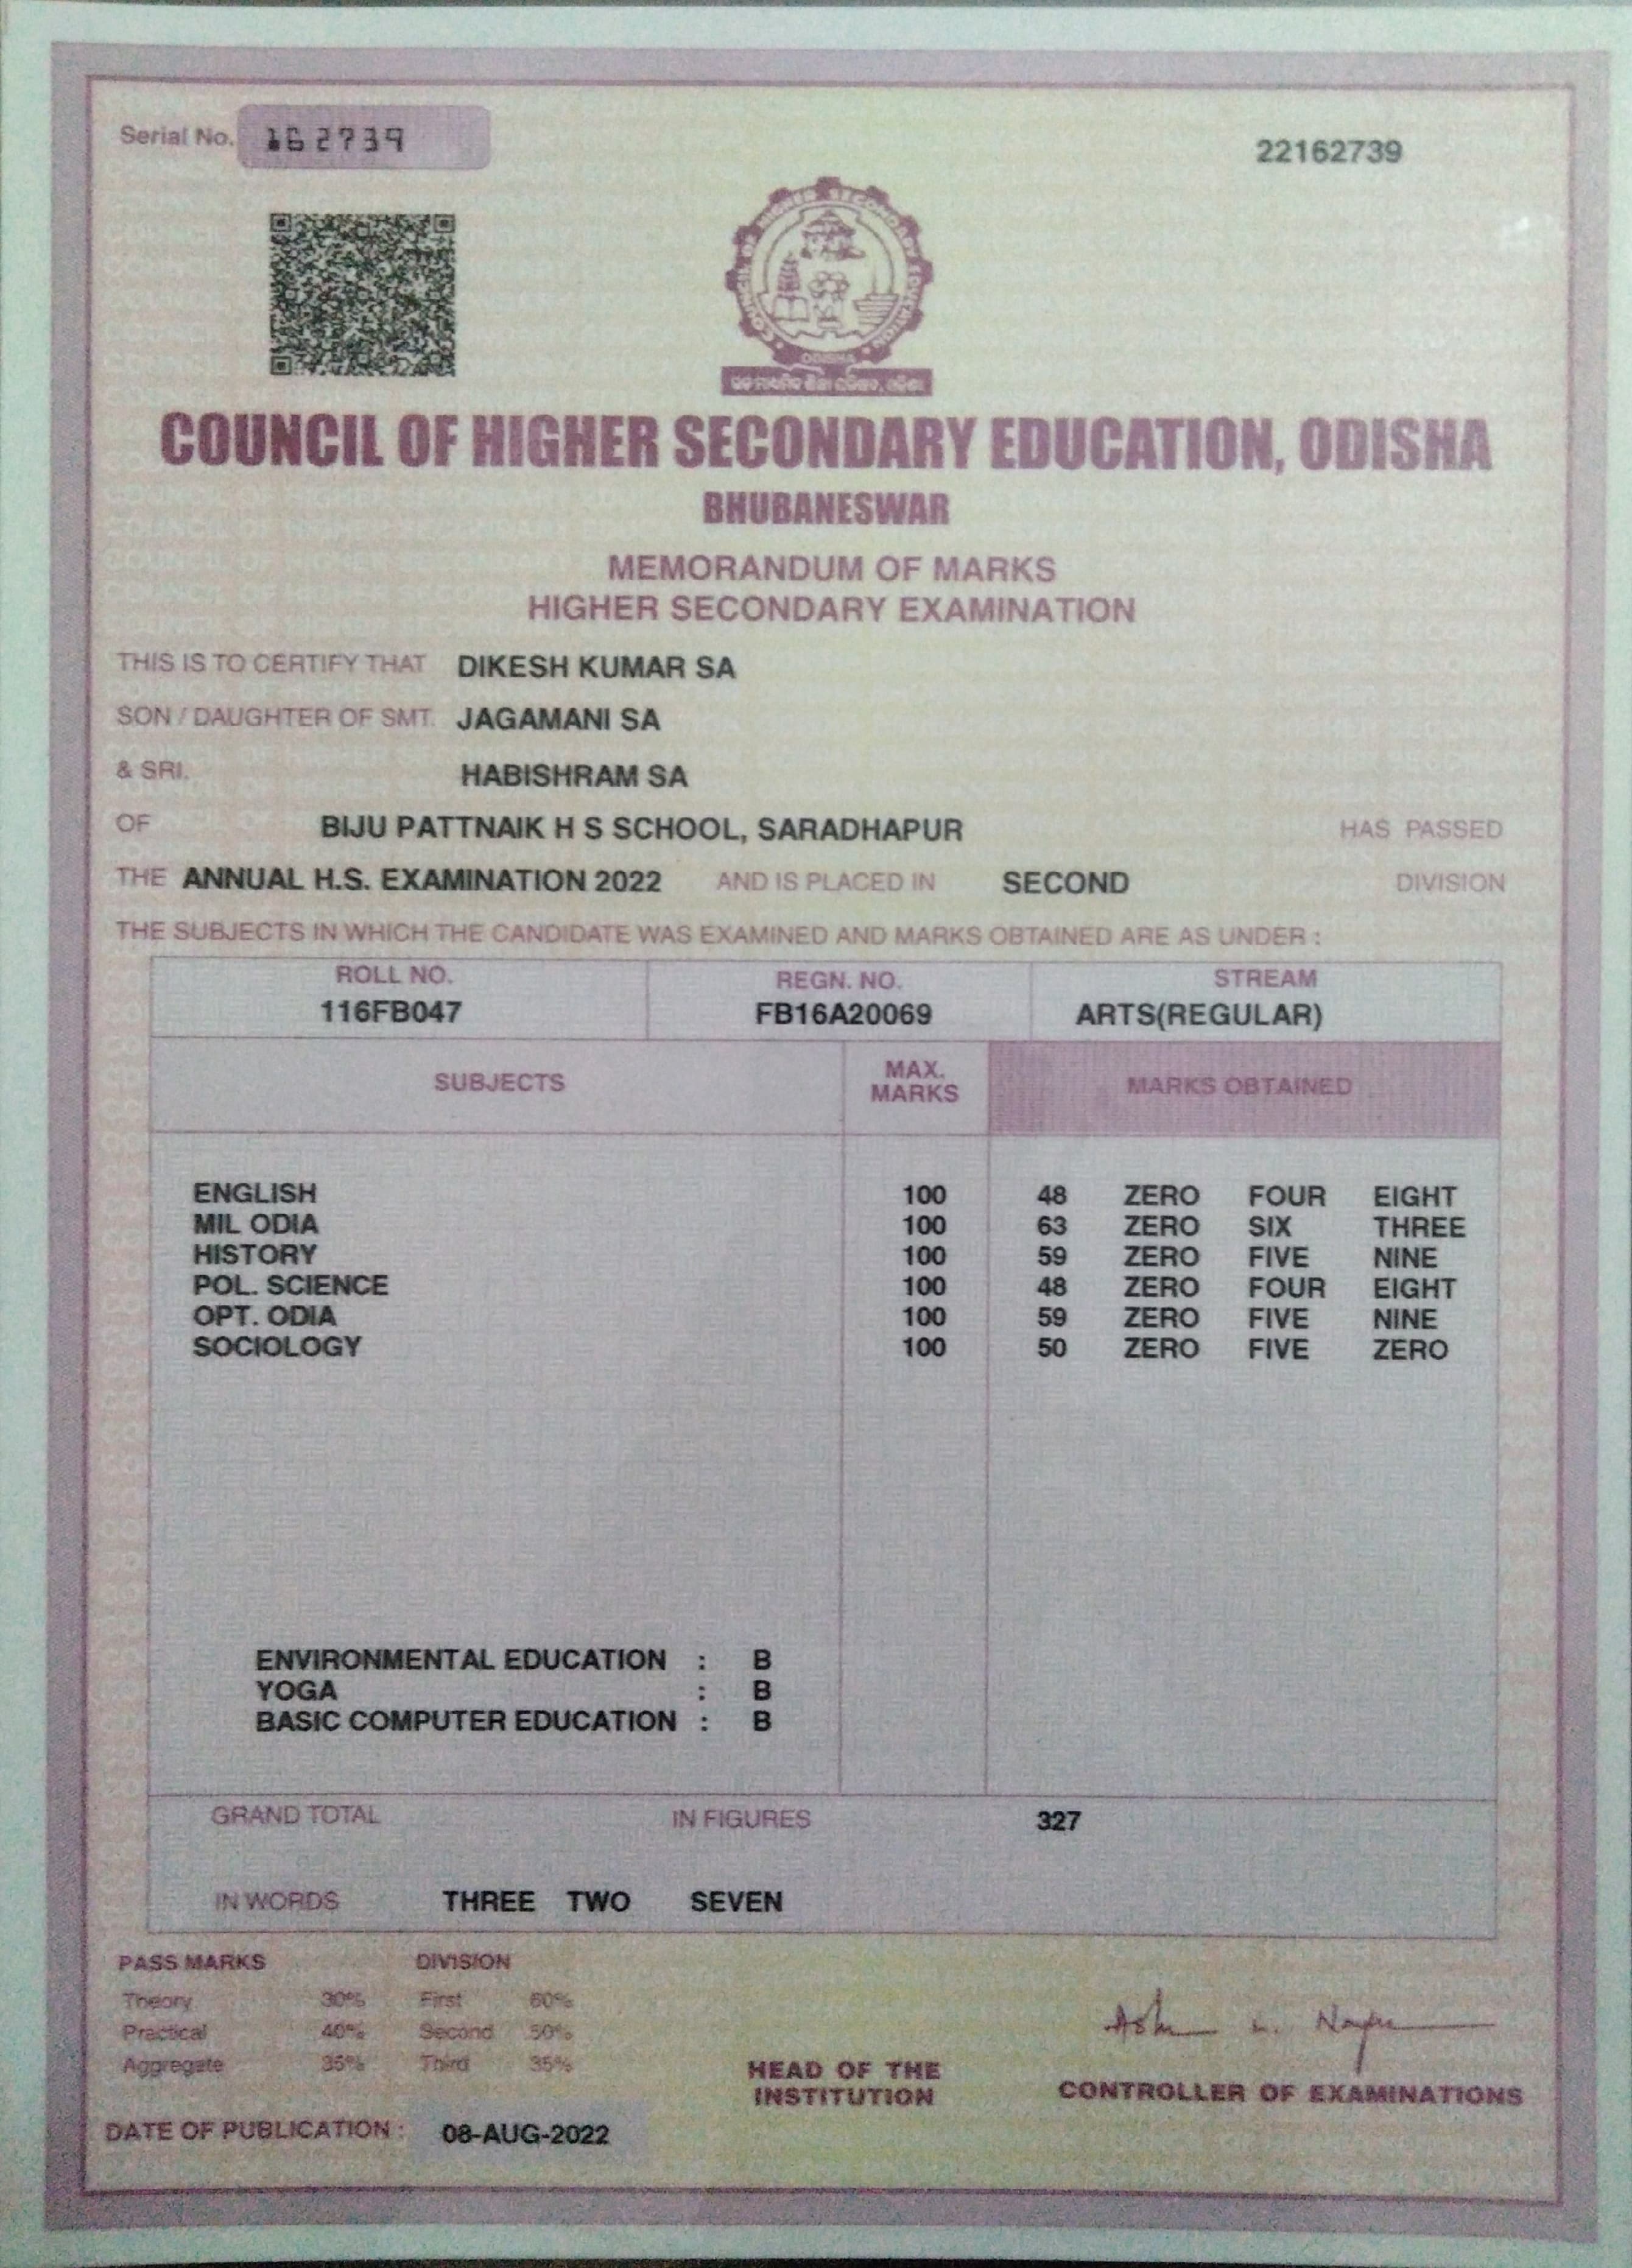 Serial No. 162739
22162739
COUNCIL OF HIGHER SECONDARY EDUCATION
ODISHA
COUNCIL OF HIGHER SECONDARY EDUCATION, ODISHA
BHUBANESWAR
MEMORANDUM OF MARKS
HIGHER SECONDARY EXAMINATION
THIS IS TO CERTIFY THAT DIKESH KUMAR SA
SON / DAUGHTER OF SMT. JAGAMANI SA
& SRI. HABISHRAM SA
OF BIJU PATTNAIK H S SCHOOL, SARADHAPUR HAS PASSED
THE ANNUAL H.S. EXAMINATION 2022 AND IS PLACED IN SECOND DIVISION
THE SUBJECTS IN WHICH THE CANDIDATE WAS EXAMINED AND MARKS OBTAINED ARE AS UNDER :
ROLL NO. REGN. NO. STREAM
116FB047 FB16A20069 ARTS(REGULAR)
SUBJECTS MAX. MARKS MARKS OBTAINED
ENGLISH 100 48 ZERO FOUR EIGHT
MIL ODIA 100 63 ZERO SIX THREE
HISTORY 100 59 ZERO FIVE NINE
POL. SCIENCE 100 48 ZERO FOUR EIGHT
OPT. ODIA 100 59 ZERO FIVE NINE
SOCIOLOGY 100 50 ZERO FIVE ZERO
ENVIRONMENTAL EDUCATION : B
YOGA : B
BASIC COMPUTER EDUCATION : B
GRAND TOTAL IN FIGURES 327
IN WORDS THREE TWO SEVEN
PASS MARKS DIVISION
Theory 30% First 60%
Practical 40% Second 50%
Aggregate 35% Third 35%
HEAD OF THE
INSTITUTION
CONTROLLER OF EXAMINATIONS
DATE OF PUBLICATION : 08-AUG-2022